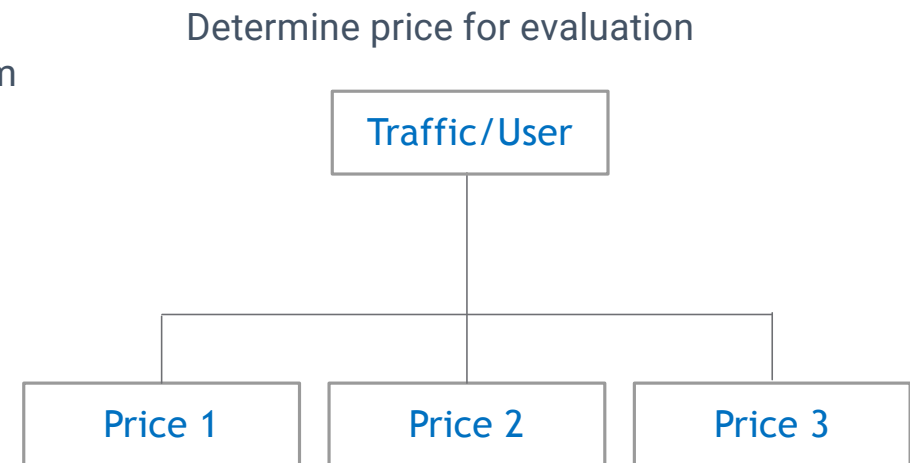 Determine price for evaluation
Traffic/User
Price 1
Price 2
Price 3